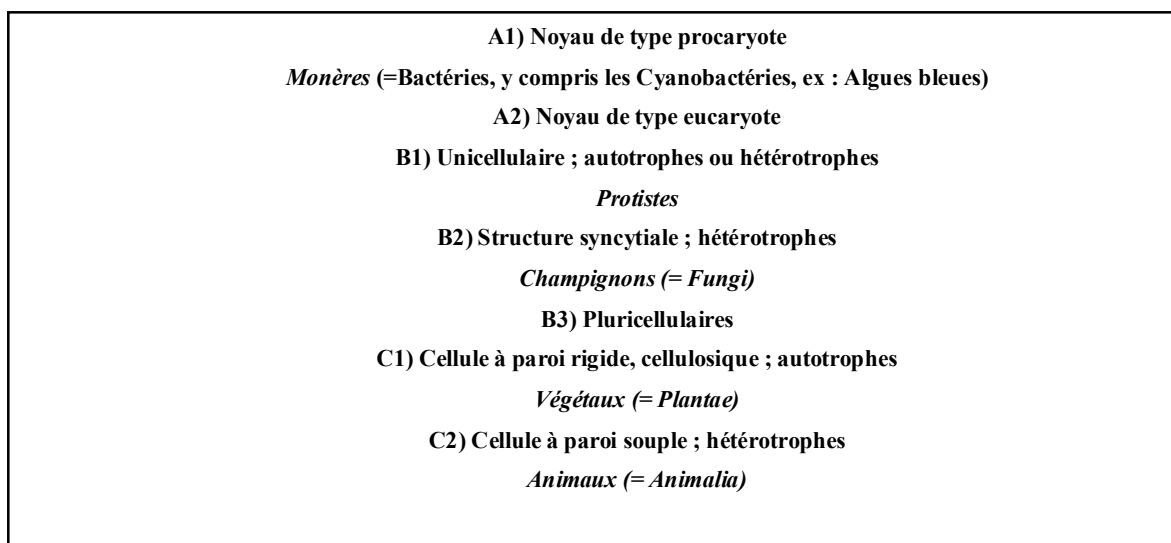 A1) Noyau de type procaryote
Monères (=Bactéries, y compris les Cyanobactéries, ex : Algues bleues)
A2) Noyau de type eucaryote
B1) Unicellulaire ; autotrophes ou hétérotrophes
Protistes
B2) Structure syncytiale ; hétérotrophes
Champignons (= Fungi)
B3) Pluricellulaires
C1) Cellule à paroi rigide, cellulosique ; autotrophes
Végétaux (= Plantae)
C2) Cellule à paroi souple ; hétérotrophes
Animaux (= Animalia)